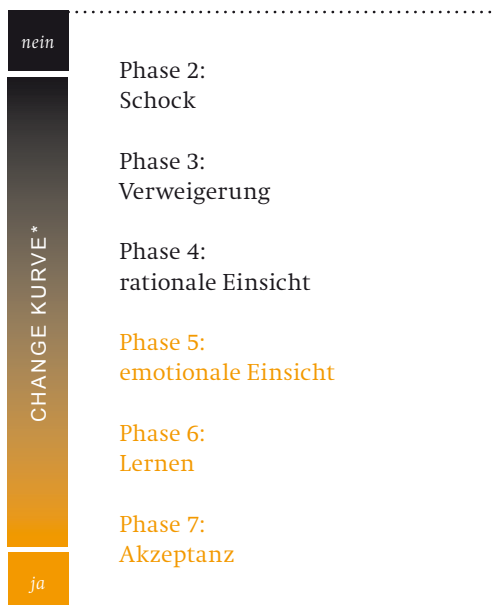 nein
CHANGE KURVE*
ja
Phase 2:
Schock
Phase 3:
Verweigerung
Phase 4:
rationale Einsicht
Phase 5:
emotionale Einsicht
Phase 6:
Lernen
Phase 7:
Akzeptanz